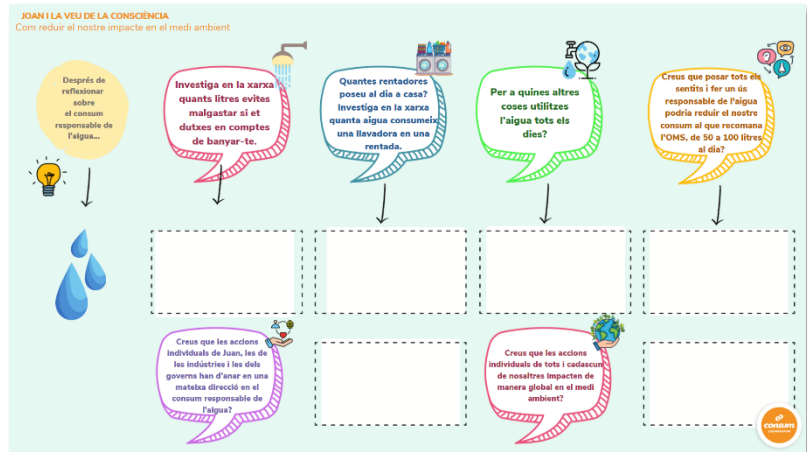 JOAN I LA VEU DE LA CONSCIÈNCIA
Com reduir el nostre impacte en el medi ambient
Després de
reflexionar
sobre
el consum
responsable de
l'aigua...
Investiga en la xarxa
quants litres evites
malgastar si et
dutxes en comptes
de banyar-te.
Quantes rentadores
poseu al dia a casa?
Investiga en la xarxa
quanta aigua consumeix
una llavadora en una
rentada.
Per a quines altres
coses utilitzes
l'aigua tots els
dies?
Creus que posar tots els
sentits i fer un ús
responsable de l'aigua
podria reduir el nostre
consum al que recomana
l'OMS, de 50 a 100 litres
al dia?
Creus que les accions
individuals de Juan, les de
les indústries i les dels
governs han d'anar en una
mateixa direcció en el
consum responsable de
l'aigua?
Creus que les accions
individuals de tots i cadascun
de nosaltres impacten de
manera global en el medi
ambient?
consum